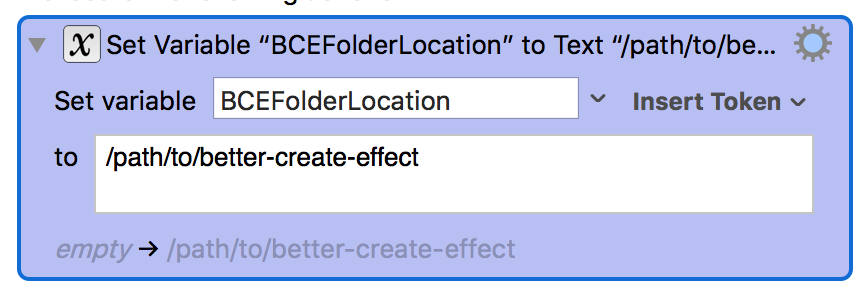 Set Variable “BCEFolderLocation” to Text “/path/to/be...
Set variable BCEFolderLocation Insert Token
to /path/to/better-create-effect
empty → /path/to/better-create-effect